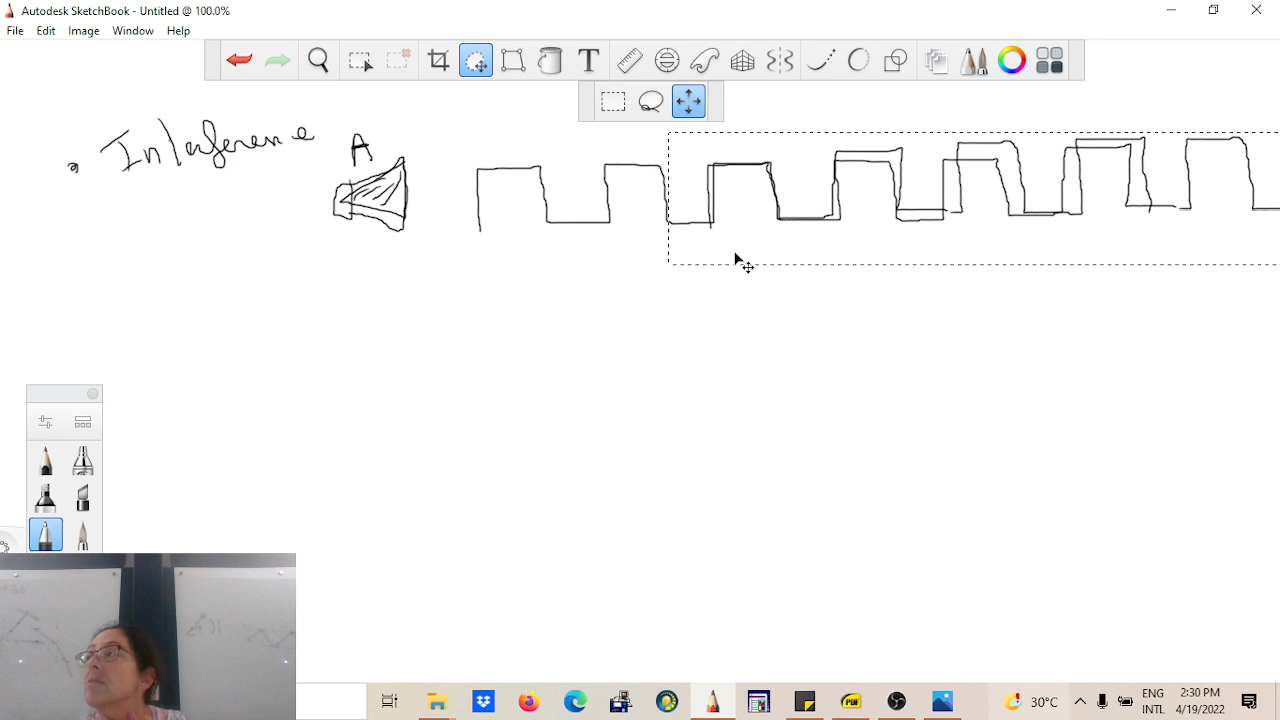 Autodesk SketchBook - Untitled @ 100.0%
File Edit Image Window Help
Interference A
ENG
INTL
30°C
2:30 PM
4/19/2022